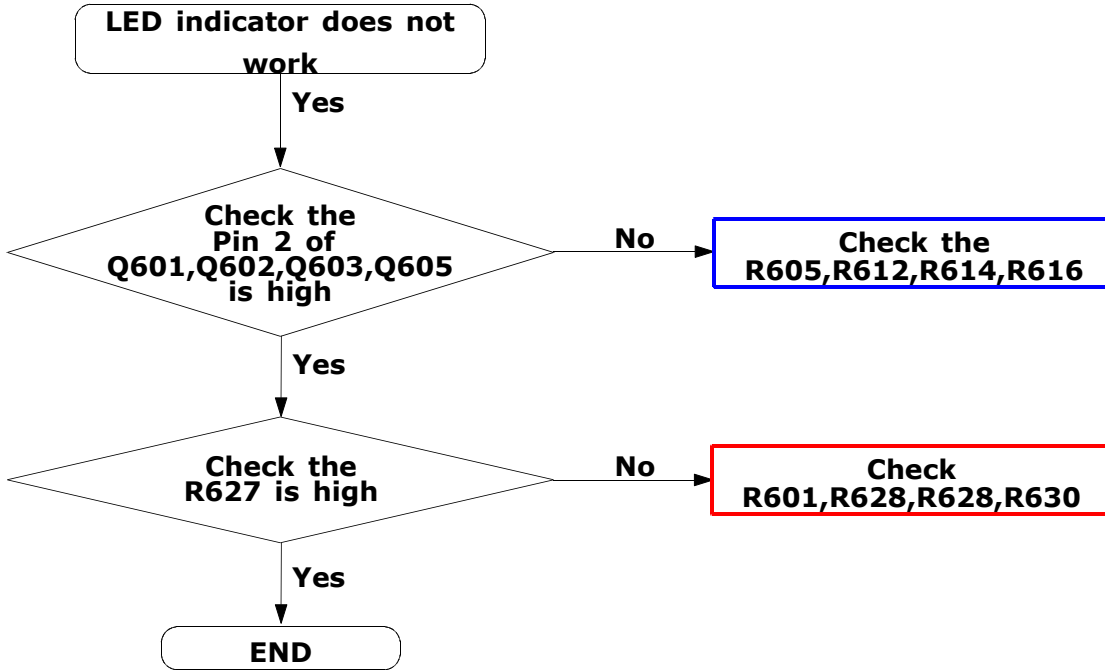 LED indicator does not
work
Yes
Check the
Pin 2 of
Q601,Q602,Q603,Q605
is high
No
Check the
R605,R612,R614,R616
Yes
Check the
R627 is high
No
Check
R601,R628,R628,R630
Yes
END